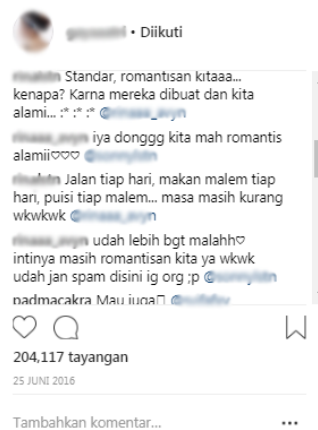 • Diikuti
Standar, romantisan kitaaa...
kenapa? Karna mereka dibuat dan kita
alami... :* :* :*
iya donggg kita mah romantis
alamii♡♡♡
Jalan tiap hari, makan malem tiap
hari, puisi tiap malem... masa masih kurang
wkwkwk
udah lebih bgt malahh♡
intinya masih romantisan kita ya wkwk
udah jan spam disini ig org ;p
padmacakra Mau juga
204,117 tayangan
25 JUNI 2016
Tambahkan komentar...